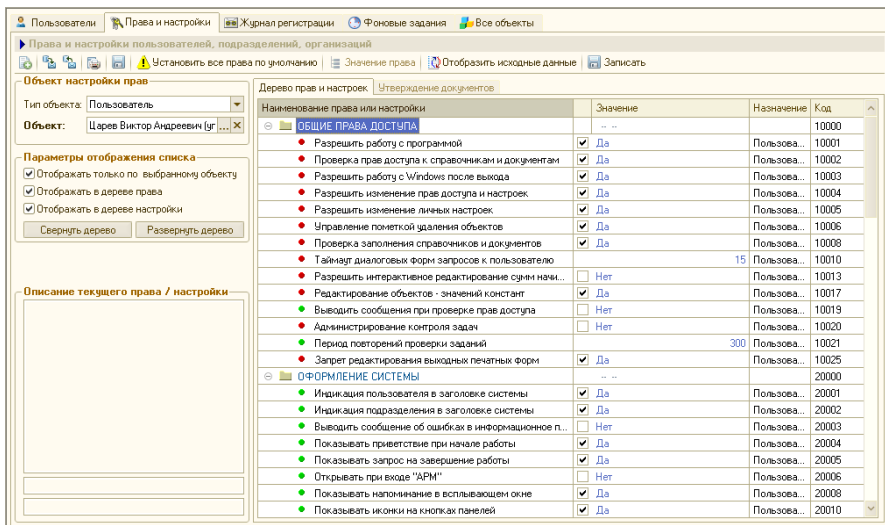 Пользователи Права и настройки Журнал регистрации Фоновые задания Все объекты
Права и настройки пользователей, подразделений, организаций
Установить все права по умолчанию Значение права Отобразить исходные данные Записать
Объект настройки прав
Тип объекта: Пользователь
Объект: Царев Виктор Андреевич (уг ... X
Параметры отображения списка
Отображать только по выбранному объекту
Отображать в дереве права
Отображать в дереве настройки
Свернуть дерево Развернуть дерево
Описание текущего права / настройки
Дерево прав и настроек Утверждение документов
Наименование права или настройки Значение Назначение Код
ОБЩИЕ ПРАВА ДОСТУПА -- -- 10000
Разрешить работу с программой Да Пользова... 10001
Проверка прав доступа к справочникам и документам Да Пользова... 10002
Разрешить работу с Windows после выхода Да Пользова... 10003
Разрешить изменение прав доступа и настроек Да Пользова... 10004
Разрешить изменение личных настроек Да Пользова... 10005
Управление пометкой удаления объектов Да Пользова... 10006
Проверка заполнения справочников и документов Да Пользова... 10008
Таймаут диалоговых форм запросов к пользователю 15 Пользова... 10010
Разрешить интерактивное редактирование сумм начи... Нет Пользова... 10013
Редактирование объектов - значений констант Да Пользова... 10017
Выводить сообщения при проверке прав доступа Нет Пользова... 10019
Администрирование контроля задач Нет Пользова... 10020
Период повторений проверки заданий 300 Пользова... 10021
Запрет редактирования выходных печатных форм Да Пользова... 10025
ОФОРМЛЕНИЕ СИСТЕМЫ -- -- 20000
Индикация пользователя в заголовке системы Да Пользова... 20001
Индикация подразделения в заголовке системы Да Пользова... 20002
Выводить сообщение об ошибках в информационное п... Нет Пользова... 20003
Показывать приветствие при начале работы Да Пользова... 20004
Показывать запрос на завершение работы Да Пользова... 20005
Открывать при входе "АРМ" Нет Пользова... 20006
Показывать напоминание в всплывающем окне Да Пользова... 20008
Показывать иконки на кнопках панелей Да Пользова... 20010